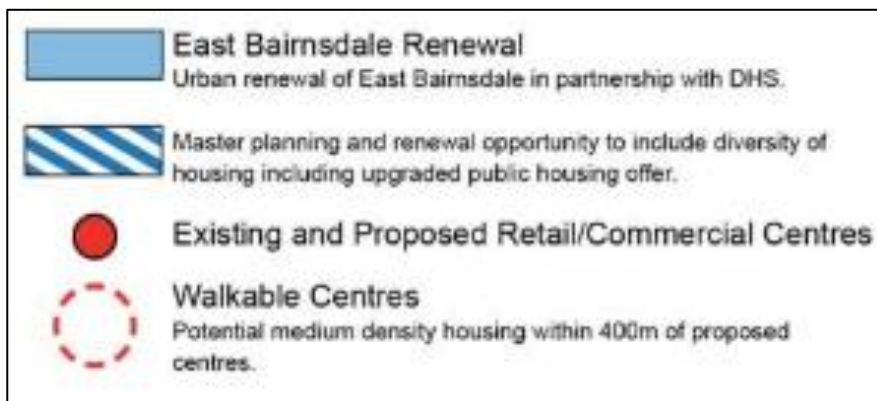 East Bairnsdale Renewal
Urban renewal of East Bairnsdale in partnership with DHS.
Master planning and renewal opportunity to include diversity of
housing including upgraded public housing offer.
Existing and Proposed Retail/Commercial Centres
Walkable Centres
Potential medium density housing within 400m of proposed
centres.